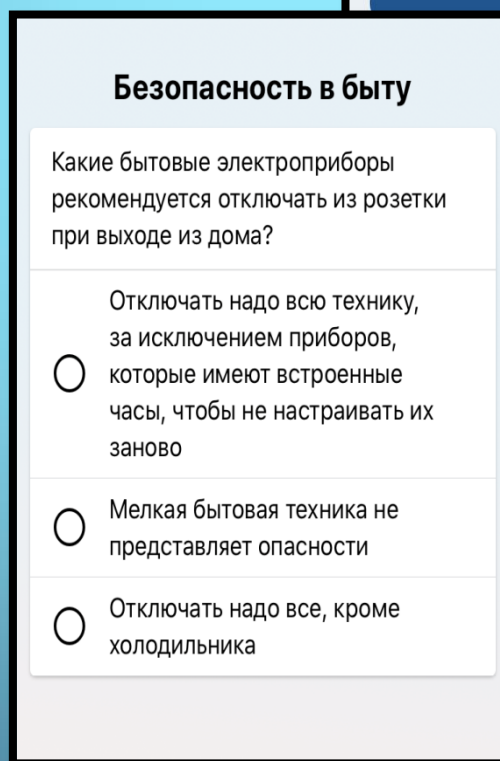 Безопасность в быту
Какие бытовые электроприборы
рекомендуется отключать из розетки
при выходе из дома?
Отключать надо всю технику,
за исключением приборов,
которые имеют встроенные
часы, чтобы не настраивать их
заново
Мелкая бытовая техника не
представляет опасности
Отключать надо все, кроме
холодильника